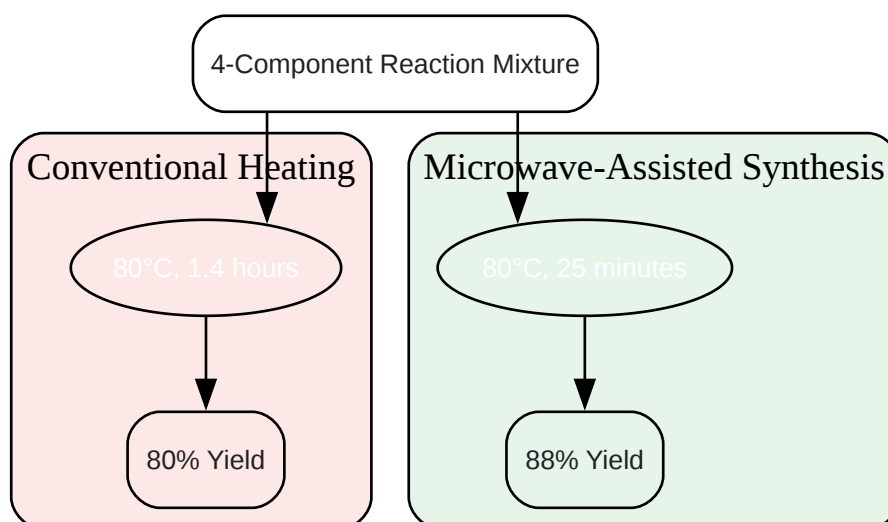 4-Component Reaction Mixture
Conventional Heating
Microwave-Assisted Synthesis
80°C, 1.4 hours
80°C, 25 minutes
80% Yield
88% Yield